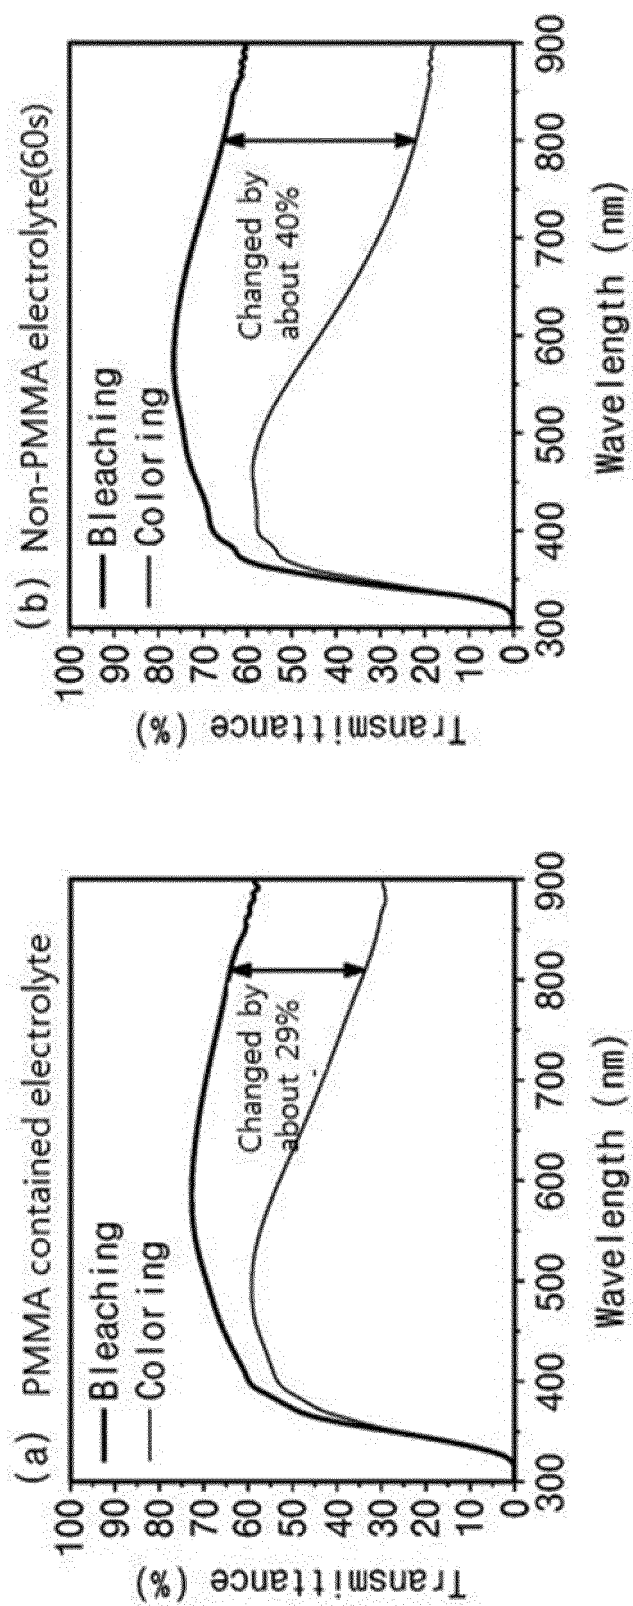 (a) PMMA contained electrolyte
Transmittance (%)
100
90
80
70
60
50
40
30
20
10
0
Bleaching
Coloring
Changed by
about 29%
300 400 500 600 700 800 900
Wavelength (nm)
(b) Non-PMMA electrolyte(60s)
Transmittance (%)
100
90
80
70
60
50
40
30
20
10
0
Bleaching
Coloring
Changed by
about 40%
300 400 500 600 700 800 900
Wavelength (nm)